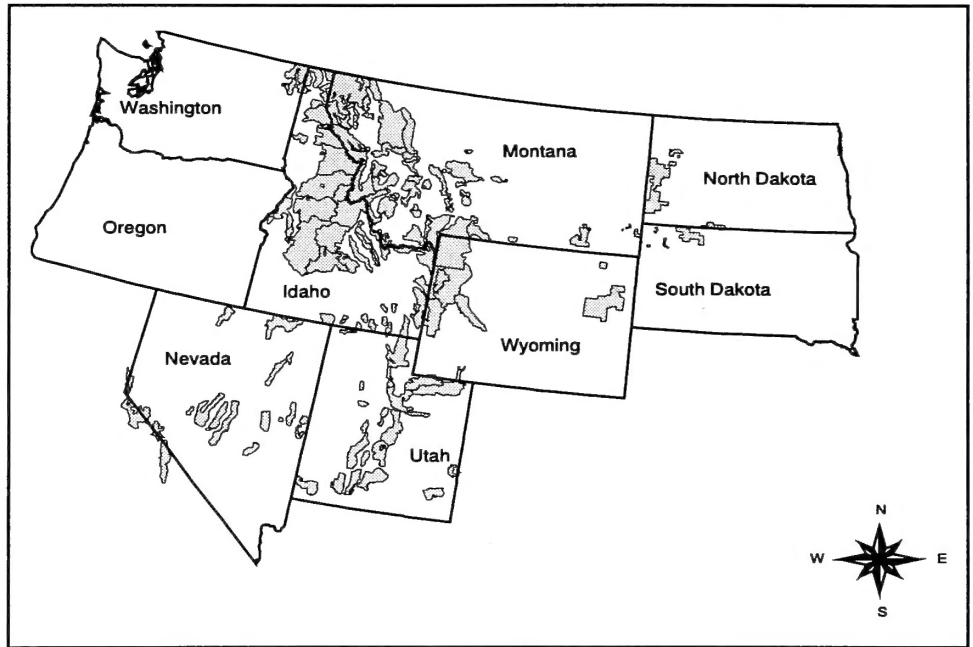 Washington
Montana
North Dakota
Oregon
Idaho
South Dakota
Wyoming
Nevada
Utah
N
W E
S